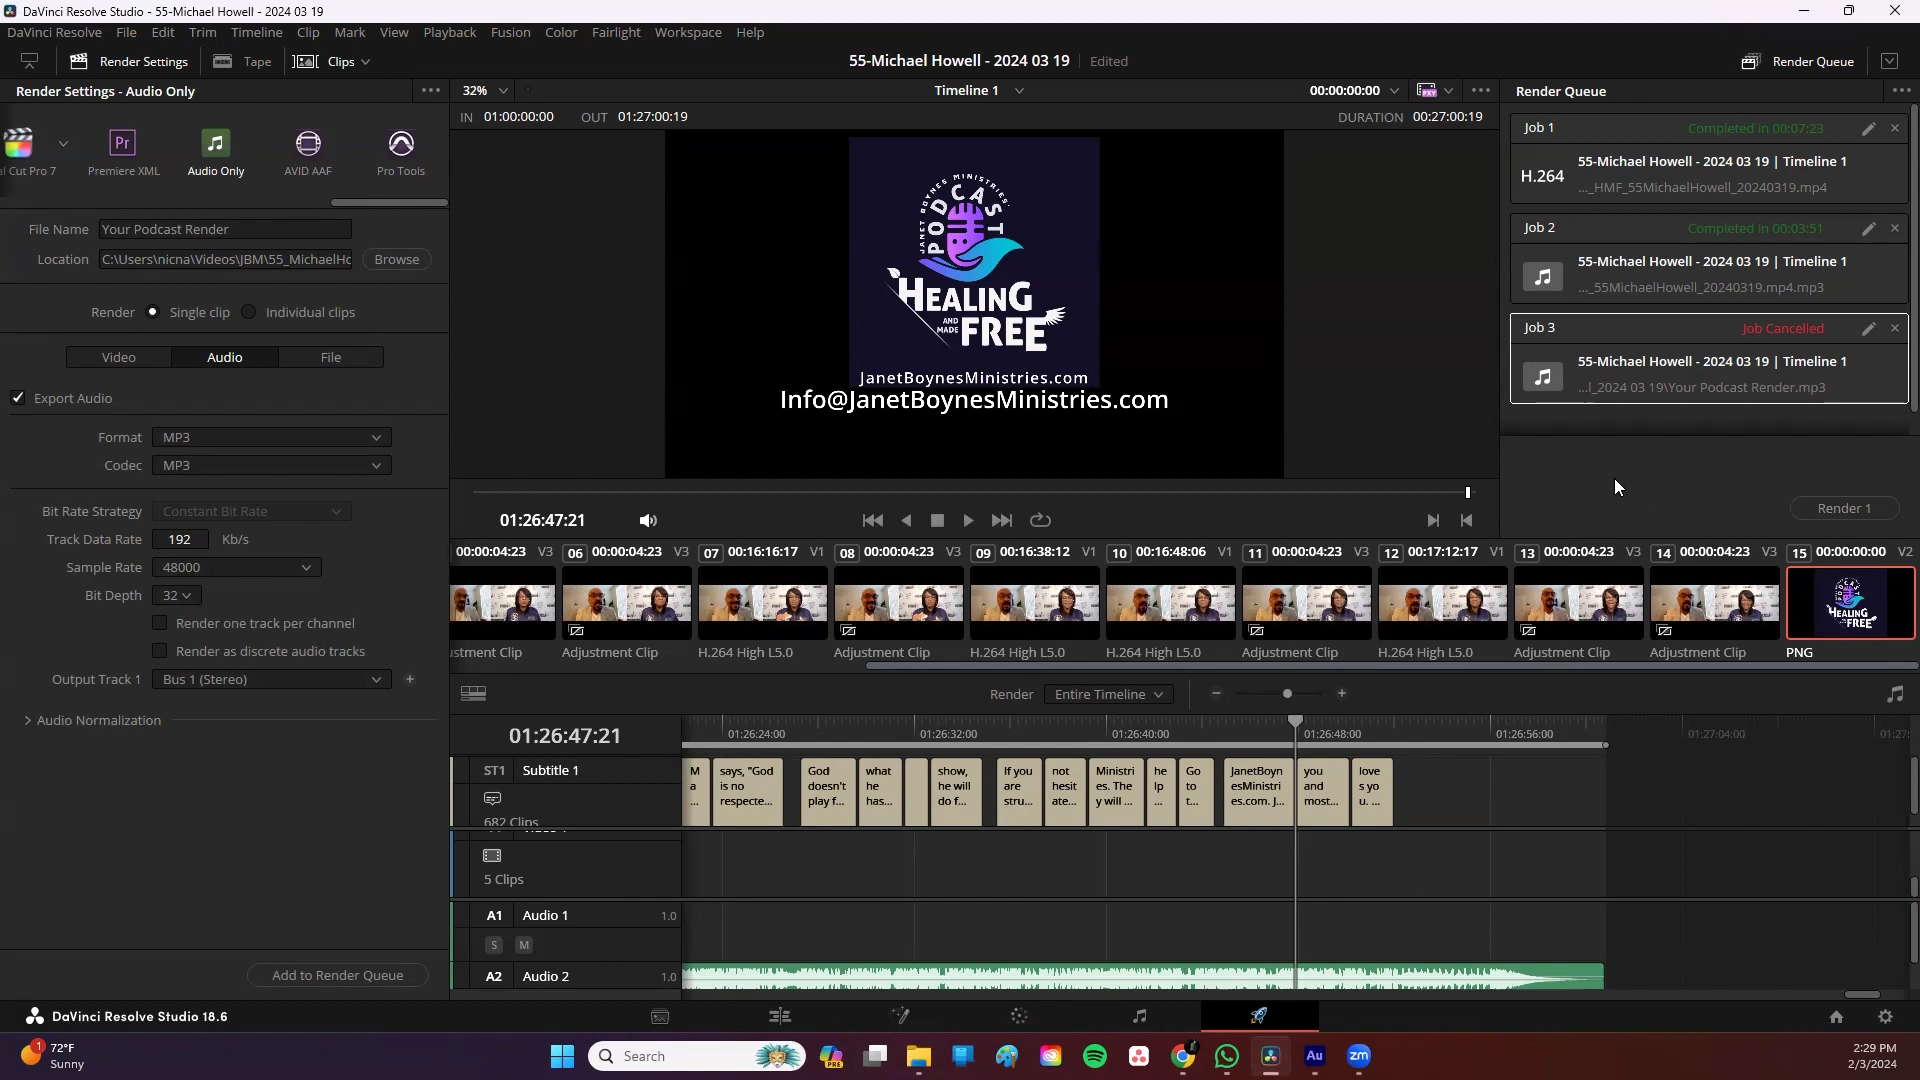 DaVinci Resolve Studio - 55-Michael Howell - 2024 03 19
DaVinci Resolve File Edit Trim Timeline Clip Mark View Playback Fusion Color Fairlight Workspace Help
Render Settings Tape Clips 55-Michael Howell - 2024 03 19 Edited Render Queue
Render Settings - Audio Only
al Cut Pro 7 Premiere XML Audio Only AVID AAF Pro Tools
File Name Your Podcast Render
Location C:\Users\nicna\Videos\JBM\55_MichaelHo Browse
Render Single clip Individual clips
Video Audio File
Export Audio
Format MP3
Codec MP3
Bit Rate Strategy Constant Bit Rate
Track Data Rate 192 Kb/s
Sample Rate 48000
Bit Depth 32
Render one track per channel
Render as discrete audio tracks
Output Track 1 Bus 1 (Stereo)
Audio Normalization
Add to Render Queue
32% Timeline 1 00:00:00:00
IN 01:00:00:00 OUT 01:27:00:19 DURATION 00:27:00:19
JANET BOYNES MINISTRIES'
PODCAST
HEALING
AND MADE
FREE
JanetBoynesMinistries.com
Info@JanetBoynesMinistries.com
01:26:47:21
Render Queue
Job 1 Completed in 00:07:23
H.264 55-Michael Howell - 2024 03 19 | Timeline 1
..._HMF_55MichaelHowell_20240319.mp4
Job 2 Completed in 00:03:51
55-Michael Howell - 2024 03 19 | Timeline 1
..._55MichaelHowell_20240319.mp4.mp3
Job 3 Job Cancelled
55-Michael Howell - 2024 03 19 | Timeline 1
...l_2024 03 19\Your Podcast Render.mp3
Render 1
00:00:04:23 V3 06 00:00:04:23 V3 07 00:16:16:17 V1 08 00:00:04:23 V3 09 00:16:38:12 V1 10 00:16:48:06 V1 11 00:00:04:23 V3 12 00:17:12:17 V1 13 00:00:04:23 V3 14 00:00:04:23 V3 15 00:00:00:00 V2
HEALING
FREE
ustment Clip Adjustment Clip H.264 High L5.0 Adjustment Clip H.264 High L5.0 H.264 High L5.0 Adjustment Clip H.264 High L5.0 Adjustment Clip Adjustment Clip PNG
Render Entire Timeline
01:26:47:21 01:26:24:00 01:26:32:00 01:26:40:00 01:26:48:00 01:26:56:00 01:27:04:00 01:27:
ST1 Subtitle 1
682 Clips
M
a
...
says, "God
is no
respecte...
God
doesn't
play f...
what
he
has...
show,
he will
do f...
If you
are
stru...
not
hesit
ate...
Ministri
es. The
y will ...
he
lp
...
Go
to
t...
JanetBoyn
esMinistri
es.com. J...
you
and
most...
love
s yo
u. ...
5 Clips
A1 Audio 1 1.0
S M
A2 Audio 2 1.0
DaVinci Resolve Studio 18.6
1 72°F
Sunny
Search
PRE
Au
zm
2:29 PM
2/3/2024